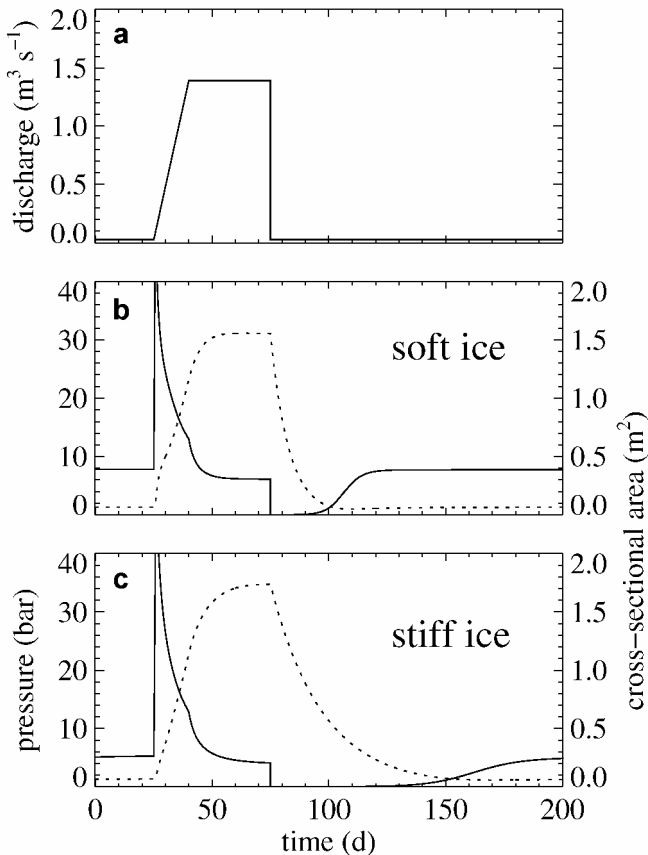 a
discharge (m³ s⁻¹)
2.0
1.5
1.0
0.5
0.0
b
soft ice
40
30
20
10
0
2.0
1.5
1.0
0.5
0.0
c
stiff ice
pressure (bar)
40
30
20
10
0
2.0
1.5
1.0
0.5
0.0
cross−sectional area (m²)
0 50 100 150 200
time (d)